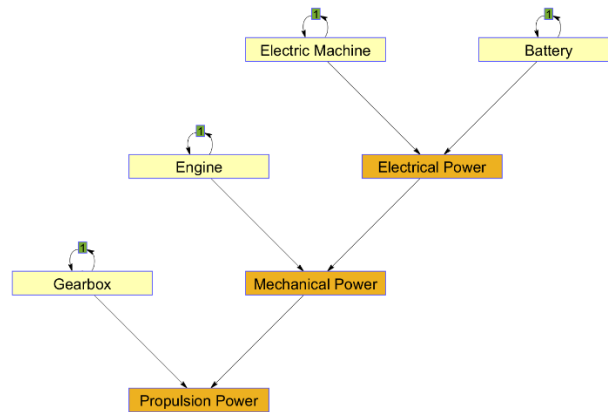 1
1
Electric Machine
Battery
1
Engine
Electrical Power
1
Gearbox
Mechanical Power
Propulsion Power